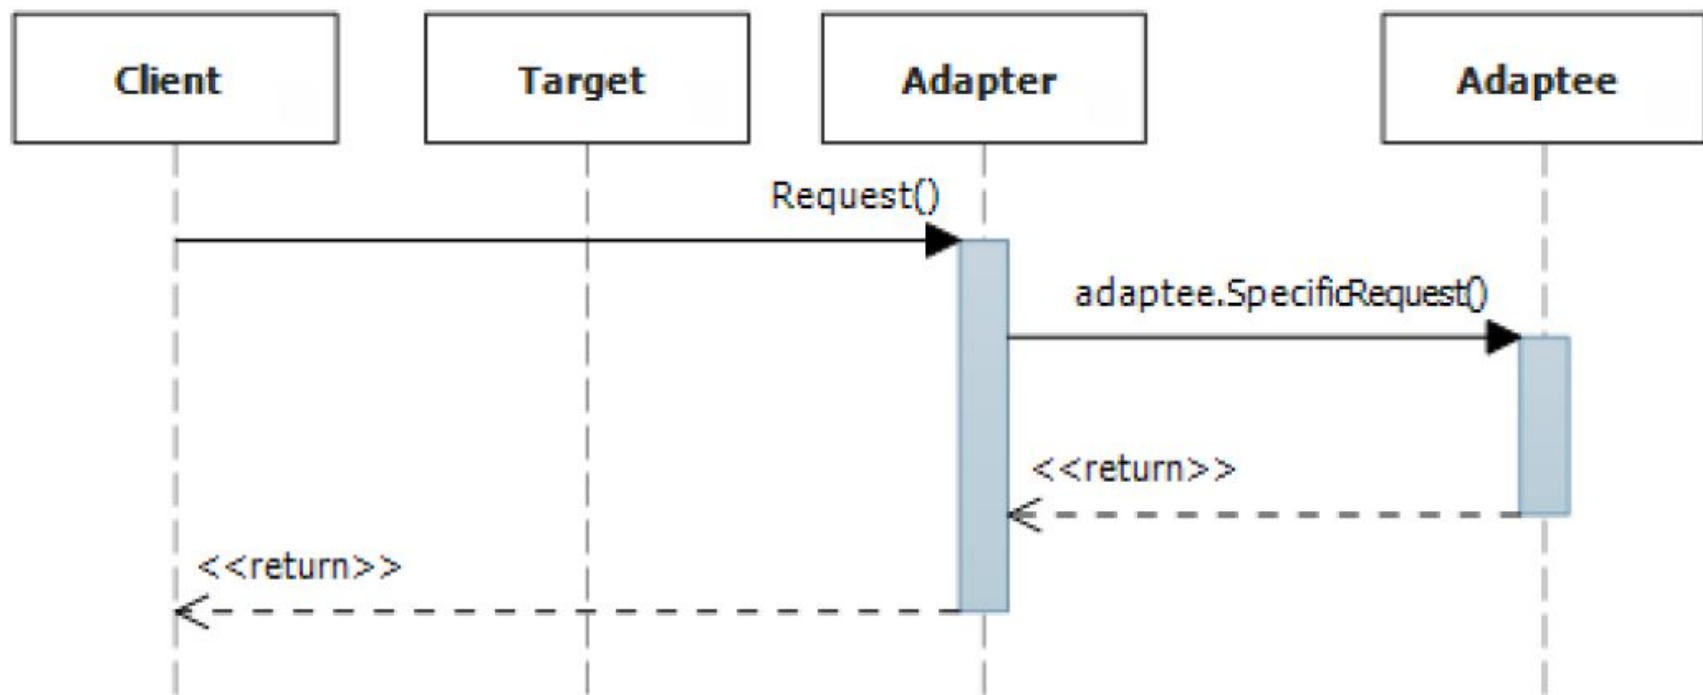 Client Target Adapter Adaptee
Request()
adaptee.SpecificRequest()
<<return>>
<<return>>